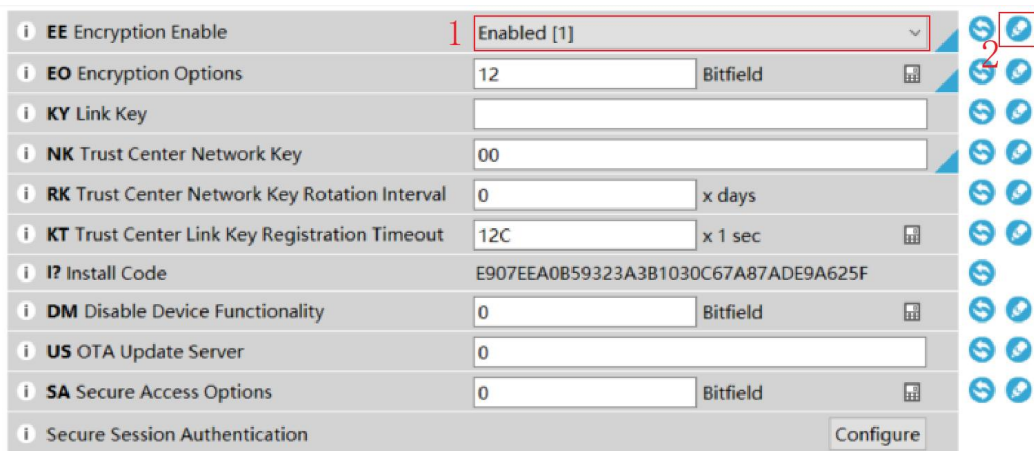 i EE Encryption Enable 1 Enabled [1]
2
i EO Encryption Options 12 Bitfield
i KY Link Key
i NK Trust Center Network Key 00
i RK Trust Center Network Key Rotation Interval 0 x days
i KT Trust Center Link Key Registration Timeout 12C x 1 sec
i I? Install Code E907EEA0B59323A3B1030C67A87ADE9A625F
i DM Disable Device Functionality 0 Bitfield
i US OTA Update Server 0
i SA Secure Access Options 0 Bitfield
i Secure Session Authentication Configure